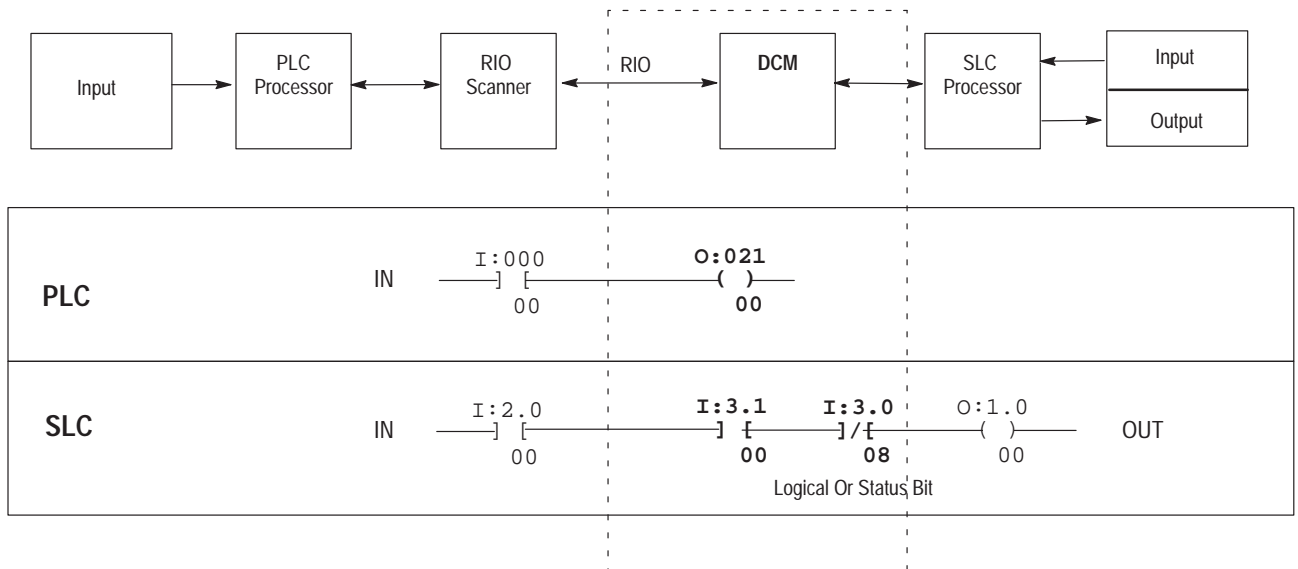 Input
PLC
Processor
RIO
Scanner
RIO
DCM
SLC
Processor
Input
Output
PLC
IN
I:000
] [
00
O:021
( )
00
SLC
IN
I:2.0
] [
00
I:3.1
] [
00
I:3.0
]/[
08
O:1.0
( )
00
OUT
Logical Or Status Bit